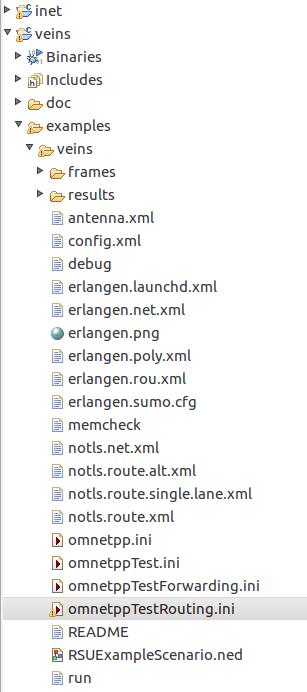 inet
veins
Binaries
Includes
doc
examples
veins
frames
results
antenna.xml
config.xml
debug
erlangen.launchd.xml
erlangen.net.xml
erlangen.png
erlangen.poly.xml
erlangen.rou.xml
erlangen.sumo.cfg
memcheck
notls.net.xml
notls.route.alt.xml
notls.route.single.lane.xml
notls.route.xml
omnetpp.ini
omnetppTest.ini
omnetppTestForwarding.ini
omnetppTestRouting.ini
README
RSUExampleScenario.ned
run